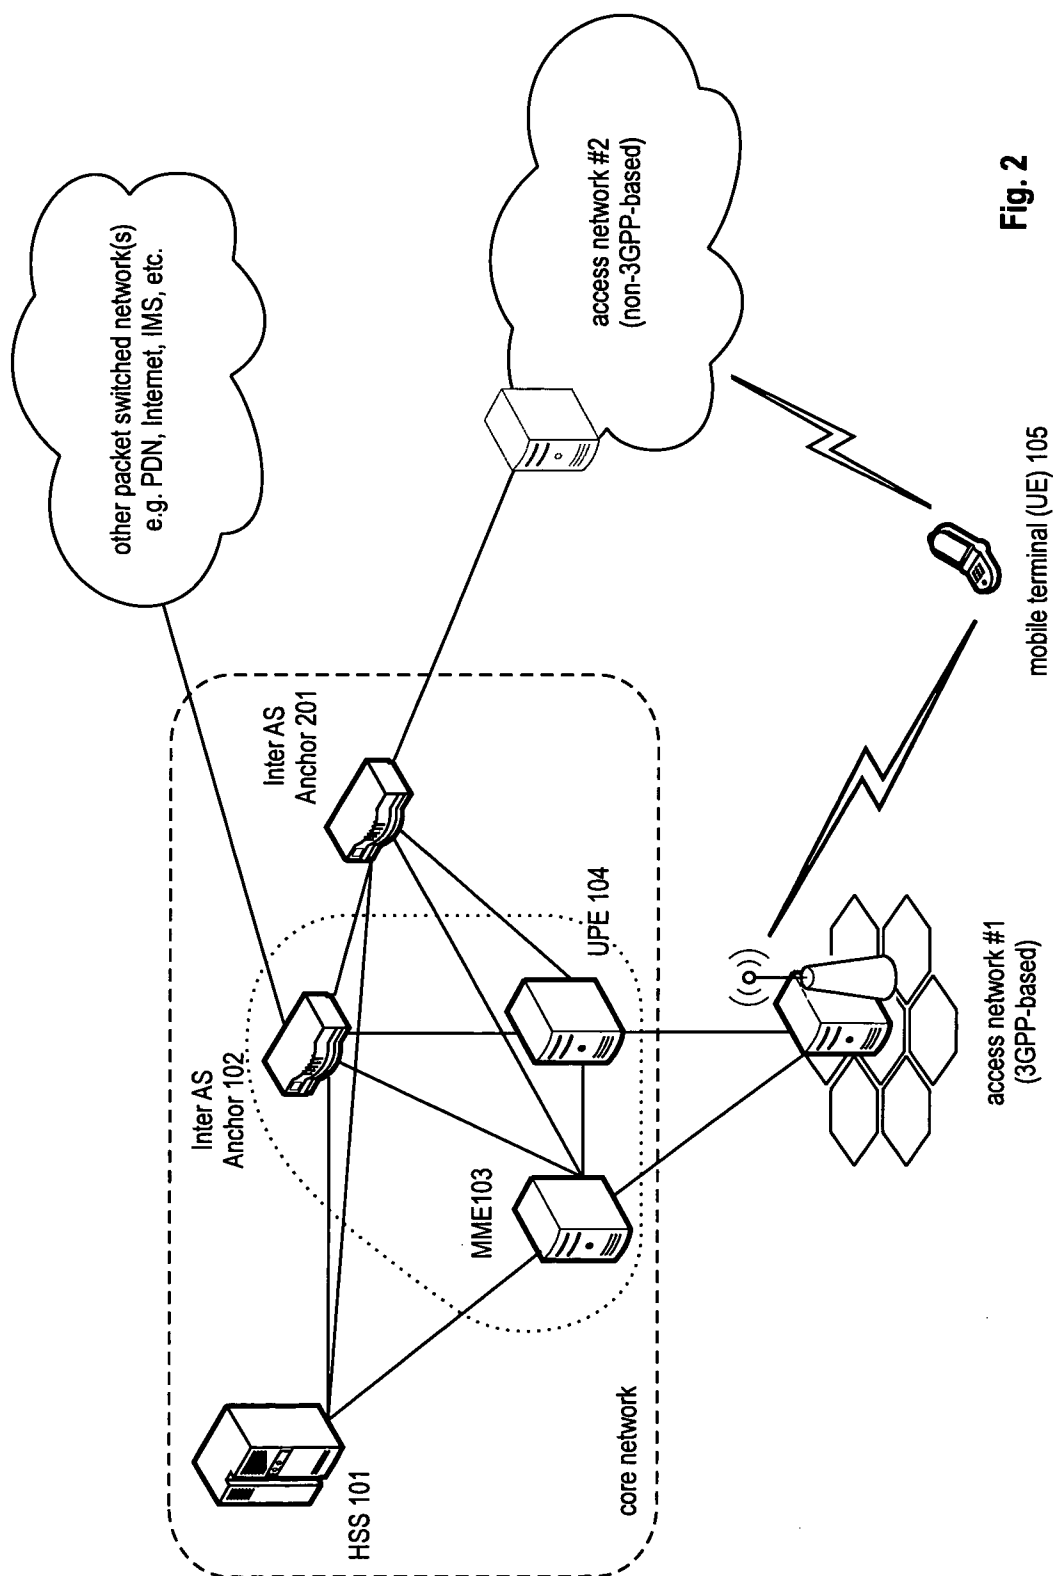 other packet switched network(s)
e.g. PDN, Internet, IMS, etc.
Inter AS
Anchor 201
Inter AS
Anchor 102
HSS 101
MME103
UPE 104
core network
access network #2
(non-3GPP-based)
access network #1
(3GPP-based)
mobile terminal (UE) 105
Fig. 2